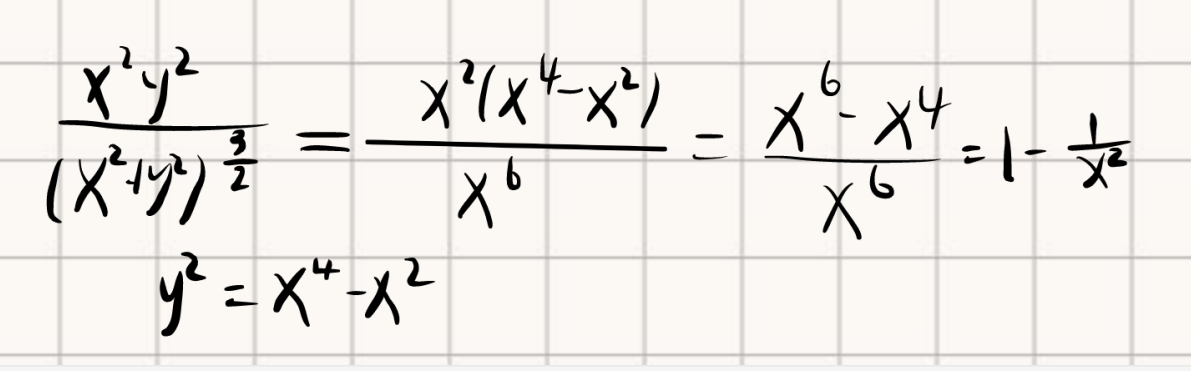 x²y² / (x²+y²)^(3/2) = x²(x⁴-x²) / x⁶ = x⁶-x⁴ / x⁶ = 1 - 1/x²
y² = x⁴-x²